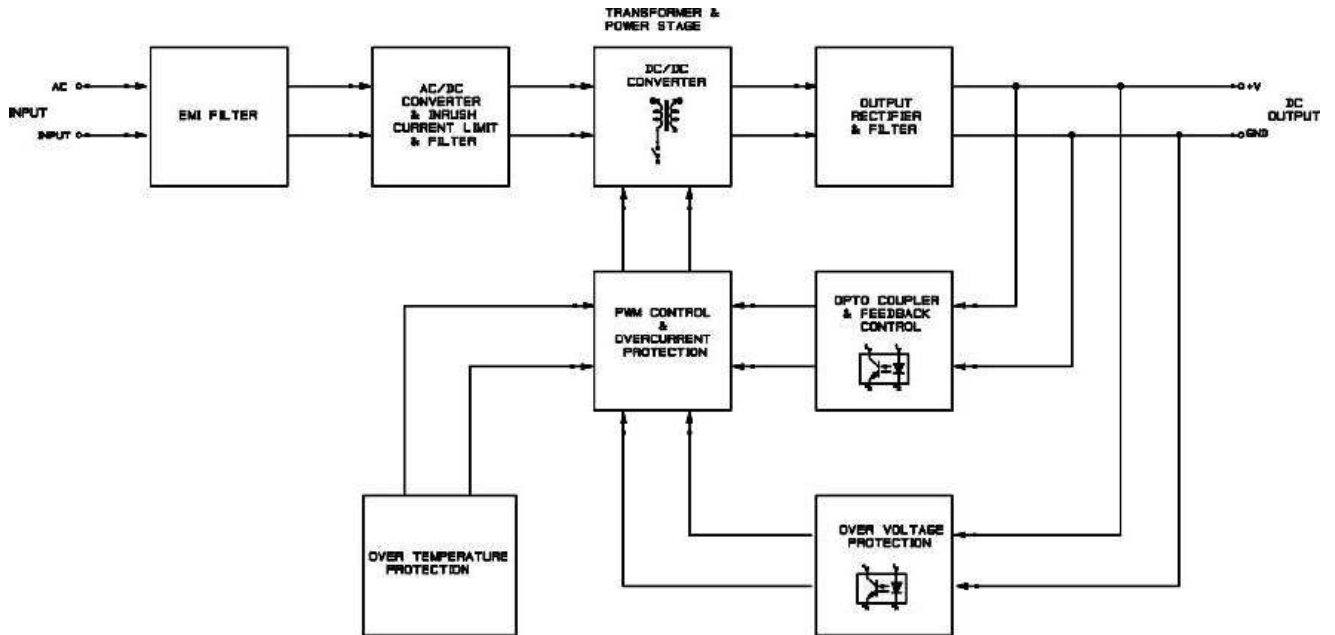 TRANSFORMER &
POWER STAGE
AC
INPUT
INPUT
EMI FILTER
AC/DC
CONVERTER
& INRUSH
CURRENT LIMIT
& FILTER
DC/DC
CONVERTER
OUTPUT
RECTIFIER
& FILTER
+V
DC
OUTPUT
GND
PWM CONTROL
&
OVERCURRENT
PROTECTION
OPTO COUPLER
& FEEDBACK
CONTROL
OVER TEMPERATURE
PROTECTION
OVER VOLTAGE
PROTECTION